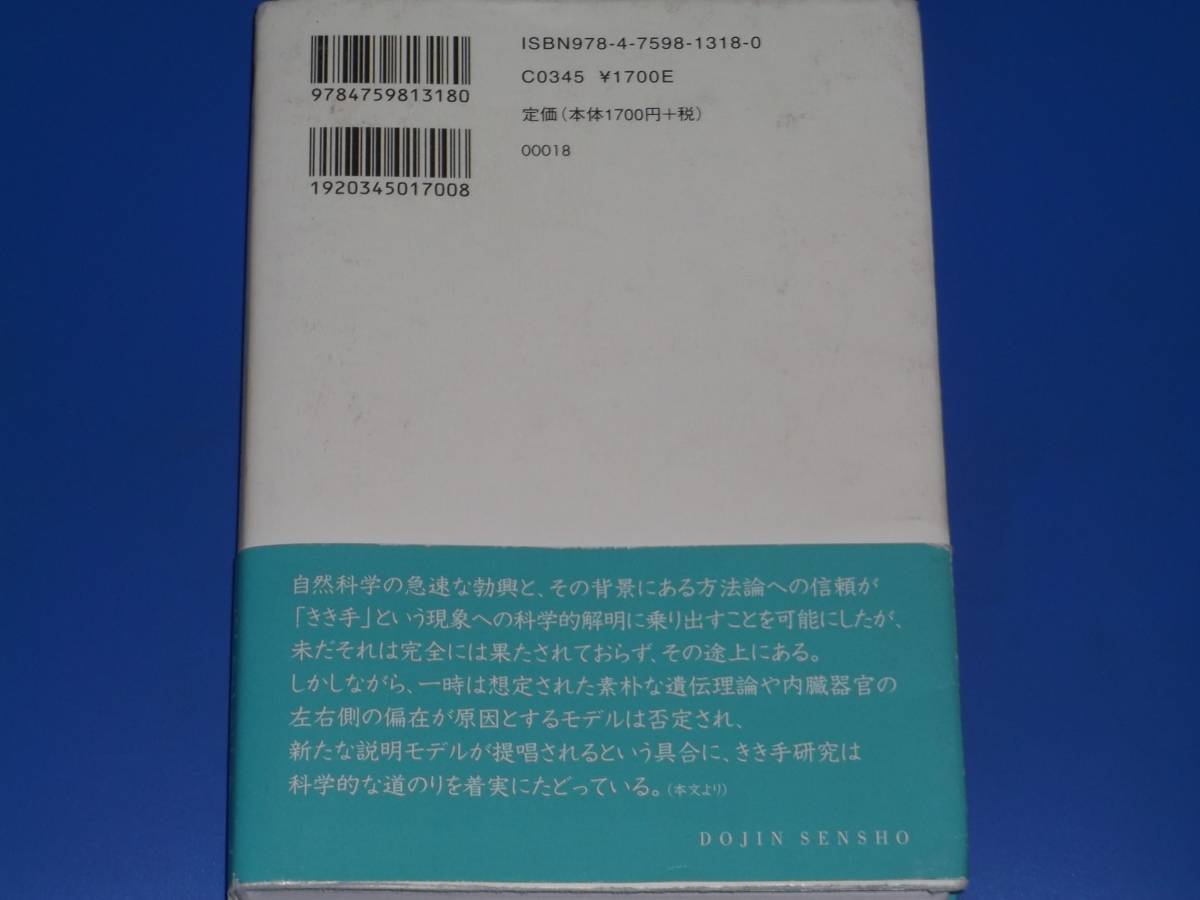 ISBN978-4-7598-1318-0
C0345 ¥1700E
定価(本体1700円+税)
00018
9784759813180
1920345017008
自然科学の急速な勃興と、その背景にある方法論への信頼が
「きき手」という現象への科学的解明に乗り出すことを可能にしたが、
未だそれは完全には果たされておらず、その途上にある。
しかしながら、一時は想定された素朴な遺伝理論や内臓器官の
左右側の偏在が原因とするモデルは否定され、
新たな説明モデルが提唱されるという具合に、きき手研究は
科学的な道のりを着実にたどっている。(本文より)
DOJIN SENSHO